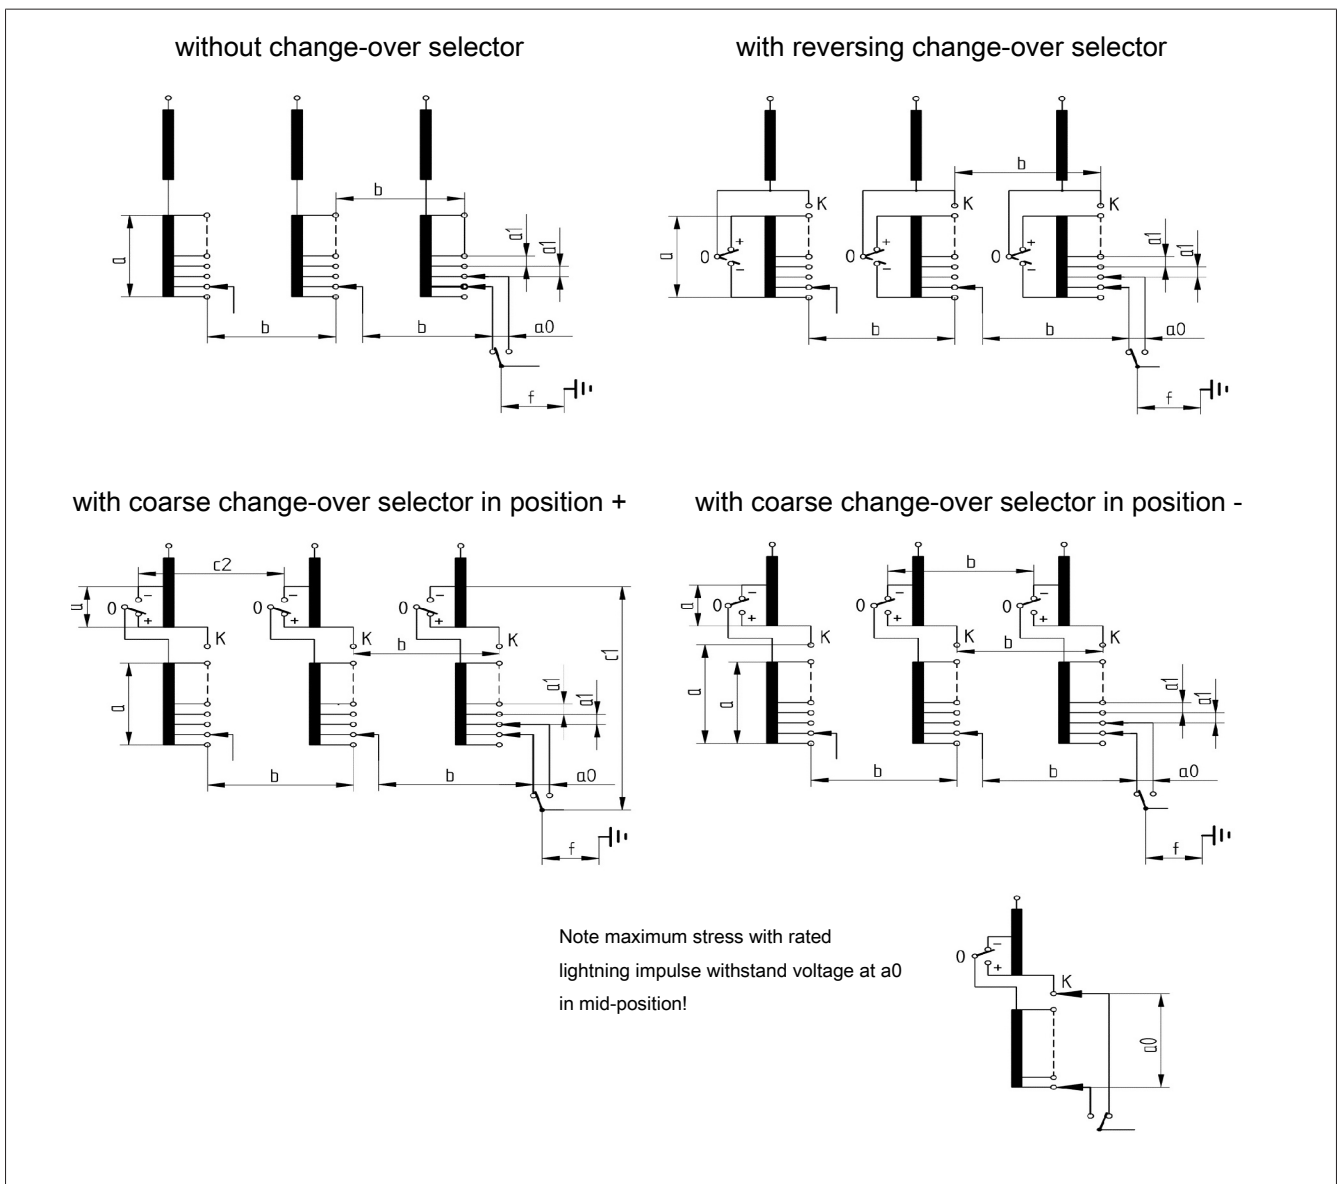 without change-over selector
with reversing change-over selector
b
a
a1
a1
b
b
a0
f
b
K
K
K
a
0
+
-
0
+
-
0
+
-
a1
a1
b
b
a0
f
with coarse change-over selector in position +
with coarse change-over selector in position -
c2
a
0
-
+
0
-
+
0
-
+
K
K
K
b
c1
a
a1
a1
b
b
a0
f
b
a
0
-
+
0
-
+
0
-
+
K
K
K
b
a
a
a1
a1
b
b
a0
f
Note maximum stress with rated
lightning impulse withstand voltage at a0
in mid-position!
0
-
+
K
a0